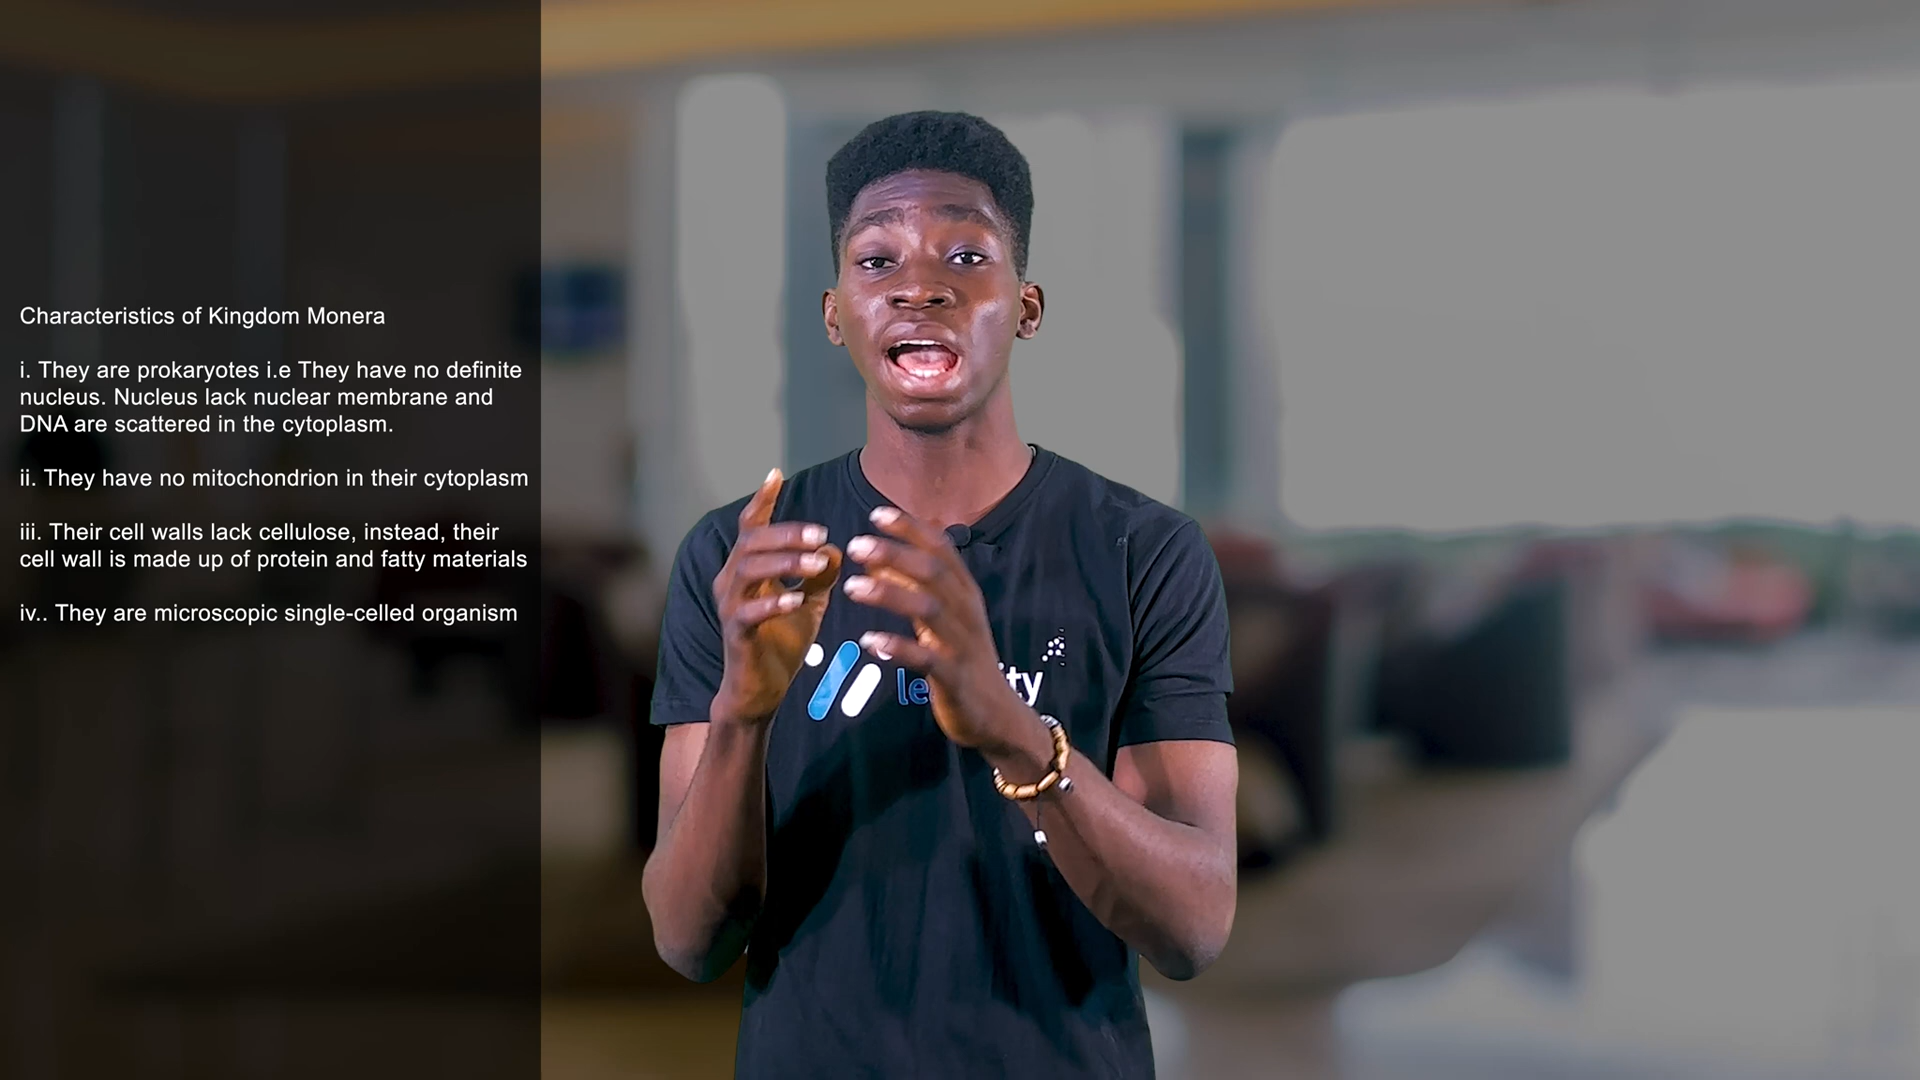 Characteristics of Kingdom Monera
i. They are prokaryotes i.e They have no definite
nucleus. Nucleus lack nuclear membrane and
DNA are scattered in the cytoplasm.
ii. They have no mitochondrion in their cytoplasm
iii. Their cell walls lack cellulose, instead, their
cell wall is made up of protein and fatty materials
iv.. They are microscopic single-celled organism